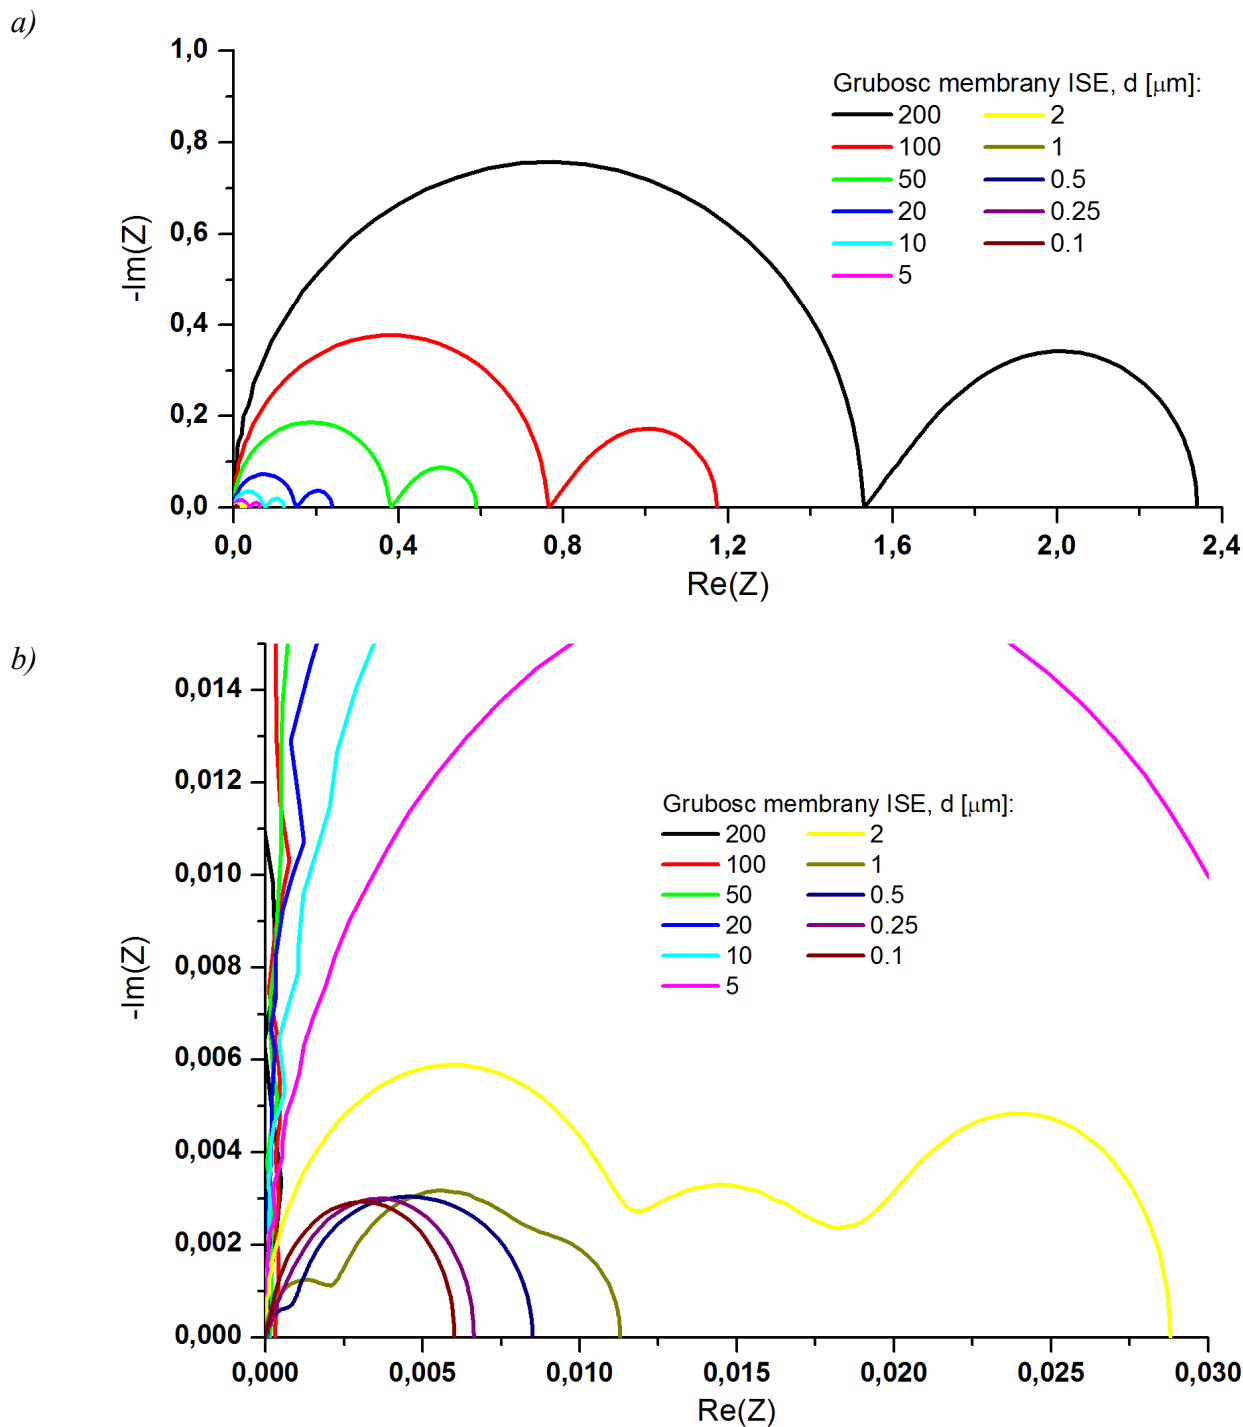 a)
1,0
0,8
0,6
0,4
0,2
0,0
-Im(Z)
Grubosc membrany ISE, d [μm]:
200 2
100 1
50 0.5
20 0.25
10 0.1
5
0,0 0,4 0,8 1,2 1,6 2,0 2,4
Re(Z)
b)
0,014
0,012
0,010
0,008
0,006
0,004
0,002
0,000
-Im(Z)
Grubosc membrany ISE, d [μm]:
200 2
100 1
50 0.5
20 0.25
10 0.1
5
0,000 0,005 0,010 0,015 0,020 0,025 0,030
Re(Z)